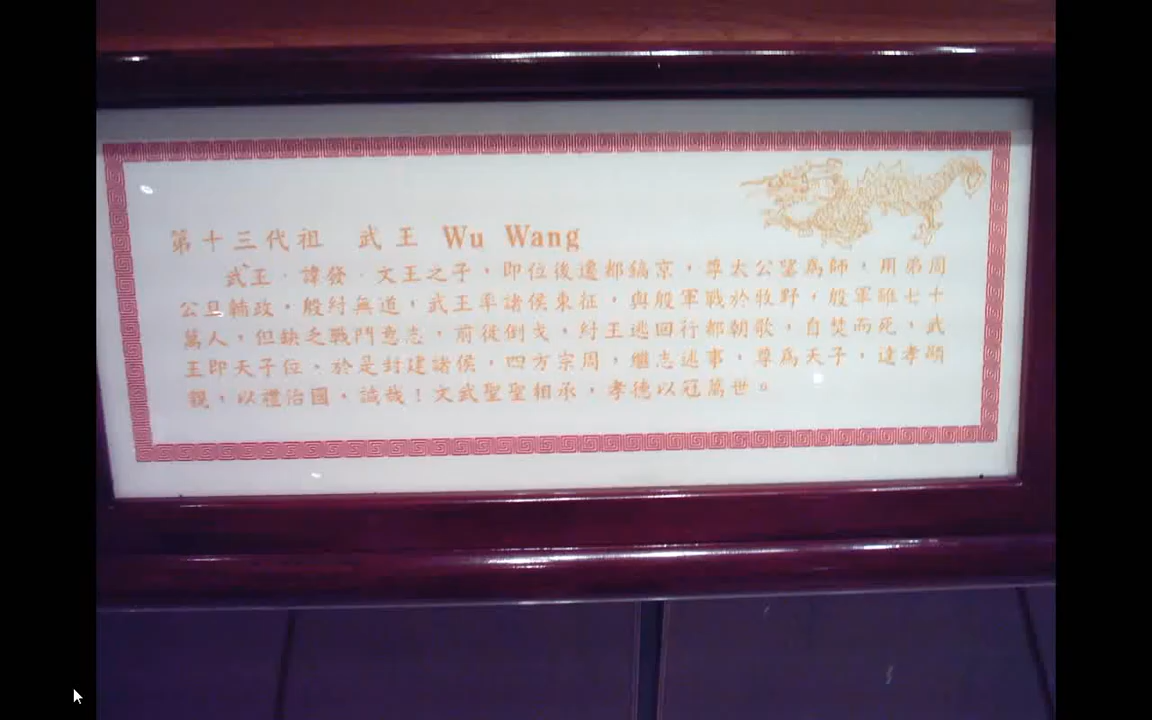 第十三代祖 武王 Wu Wang
武王·諱發·文王之子，即位後遷都鎬京，尊太公望為師，用弟周
公旦輔政，殷紂無道，武王率諸侯東征，與殷軍戰於牧野，殷軍雖七十
萬人，但缺乏戰鬥意志，前徒倒戈，紂王逃回行都朝歌，自焚而死，武
王即天子位，於是封建諸侯，四方宗周，繼志述事，尊為天子，達孝顯
親，以禮治國，誠哉！文武聖聖相承，孝德以冠萬世。